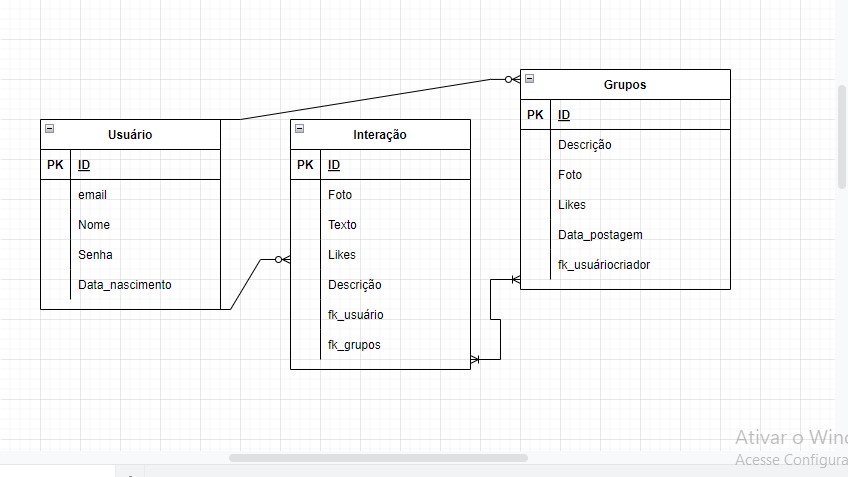 Usuário
PK ID
email
Nome
Senha
Data_nascimento
Interação
PK ID
Foto
Texto
Likes
Descrição
fk_usuário
fk_grupos
Grupos
PK ID
Descrição
Foto
Likes
Data_postagem
fk_usuáriocriador
Ativar o Winc
Acesse Configura